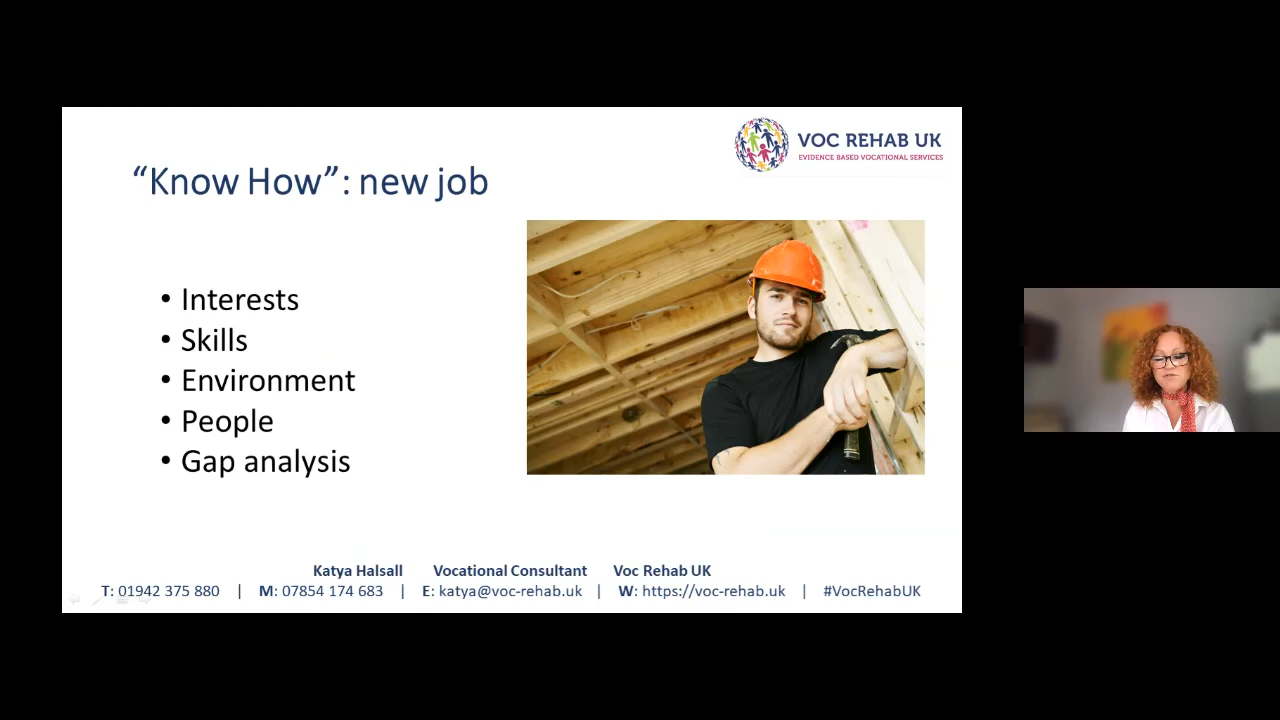 VOC REHAB UK
EVIDENCE BASED VOCATIONAL SERVICES
“Know How”: new job
• Interests
• Skills
• Environment
• People
• Gap analysis
Katya Halsall Vocational Consultant Voc Rehab UK
T: 01942 375 880 | M: 07854 174 683 | E: katya@voc-rehab.uk | W: https://voc-rehab.uk | #VocRehabUK